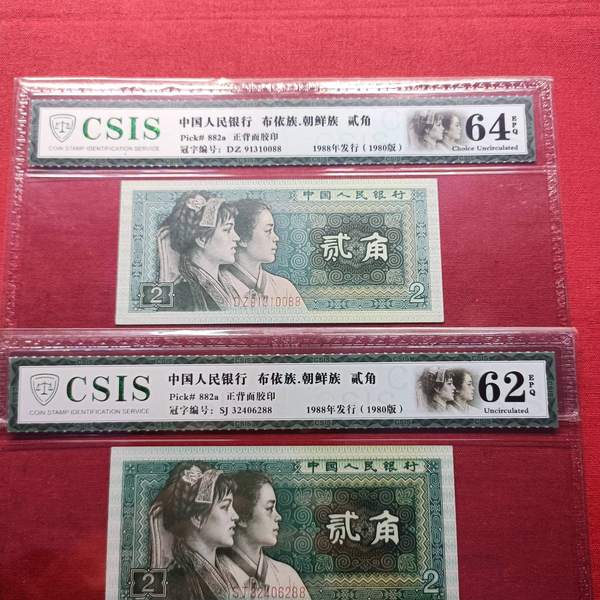 CSIS
COIN STAMP IDENTIFICATION SERVICE
中国人民银行 布依族.朝鲜族 贰角
Pick# 882a 正背面胶印
冠字编号: DZ 91310088 1988年发行(1980版)
64 EPQ
Choice Uncirculated
中国人民银行
贰角
DZ91310088
2
2
CSIS
COIN STAMP IDENTIFICATION SERVICE
中国人民银行 布依族.朝鲜族 贰角
Pick# 882a 正背面胶印
冠字编号: SJ 32406288 1988年发行(1980版)
62 EPQ
Uncirculated
中国人民银行
贰角
SJ32406288
2
2